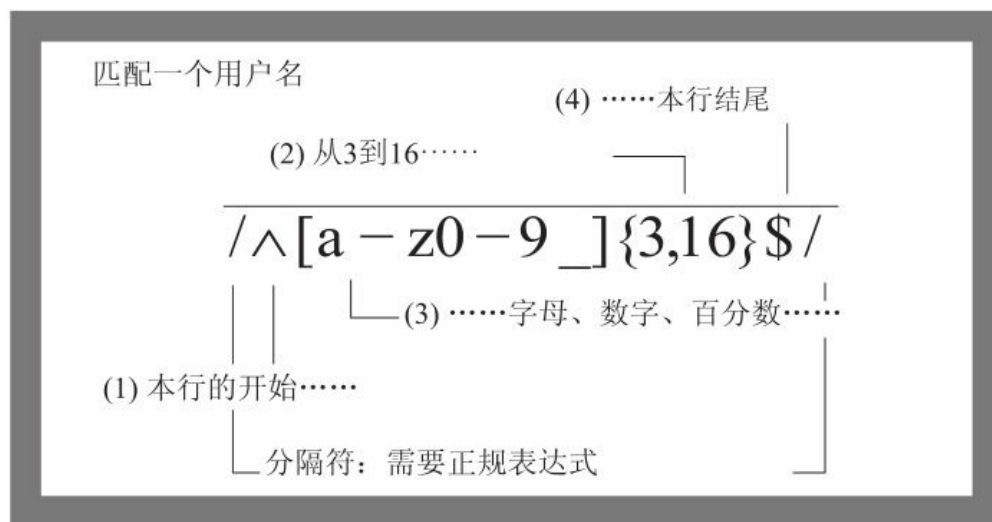 匹配一个用户名
(4) ……本行结尾
(2) 从3到16……
/^[a－z0－9_]{3,16}$/
(3) ……字母、数字、百分数……
(1) 本行的开始……
分隔符：需要正规表达式